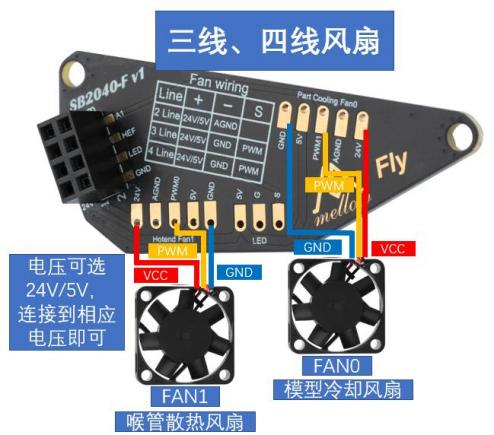 三线、四线风扇
SB2040-F v1
Fan wiring
Line + − S
2 Line 24V/5V AGND
3 Line 24V/5V GND PWM
4 Line 24V/5V GND PWM
Part Cooling Fan0
GND 5V PWM1 AGND 24V
A1
HEF
LED
GND
Fly
mellow
PWM
24V AGND PWM0 5V GND 5V G S
Hotend Fan1 LED
PWM
GND
VCC
VCC
GND
电压可选
24V/5V,
连接到相应
电压即可
FAN0
模型冷却风扇
FAN1
喉管散热风扇